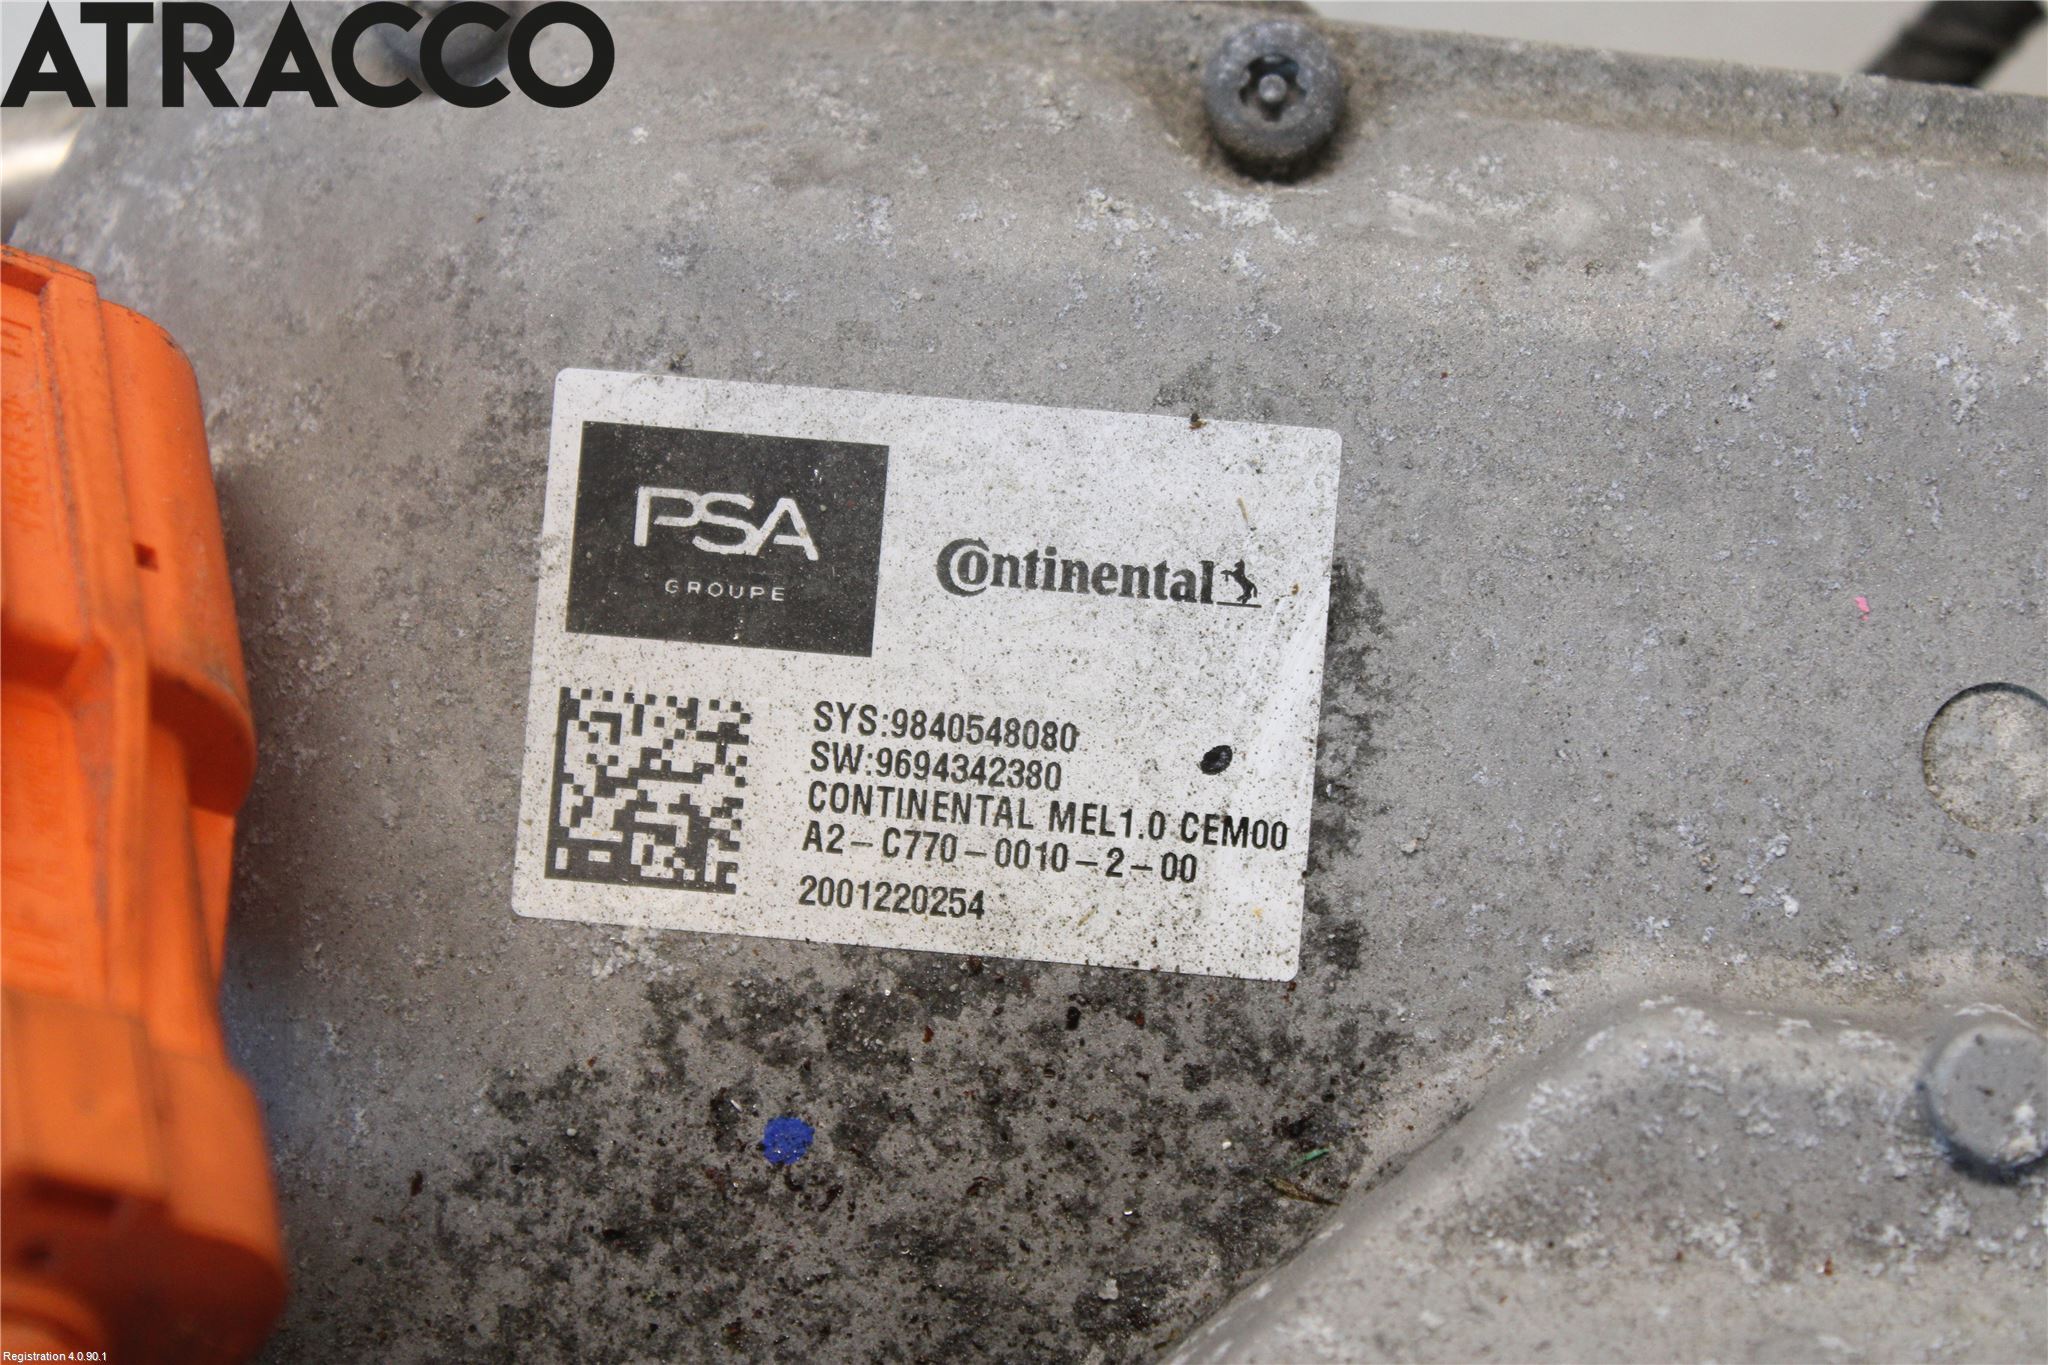 ATRACCO
PSA
GROUPE
Continental
SYS:9840548080
SW:9694342380
CONTINENTAL MEL1.0 CEM00
A2-C770-0010-2-00
2001220254
Registration 4.0.90.1